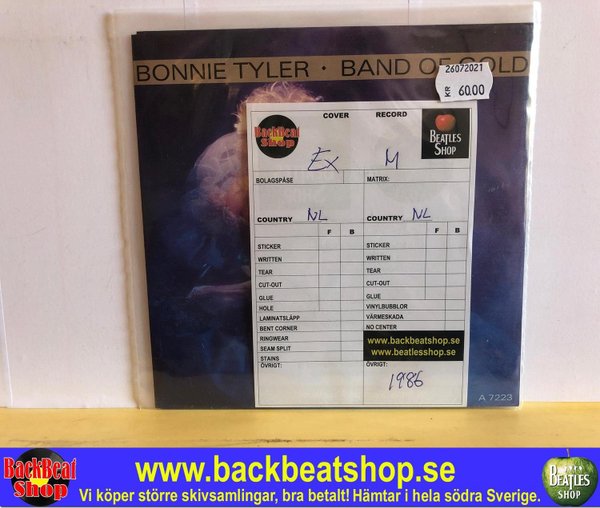 BONNIE TYLER · BAND OF GOLD
26072021
KR 60.00
COVER RECORD
BackBeat
Shop
BEATLES
SHOP
EX M
BOLAGSPÅSE MATRIX:
COUNTRY NL COUNTRY NL
F B F B
STICKER STICKER
WRITTEN WRITTEN
TEAR TEAR
CUT-OUT CUT-OUT
GLUE GLUE
HOLE VINYLBUBBLOR
LAMINATSLÄPP VÄRMESKADA
BENT CORNER NO CENTER
RINGWEAR
SEAM SPLIT
STAINS
www.backbeatshop.se
www.beatlesshop.se
ÖVRIGT: ÖVRIGT:
1986
A 7223
BackBeat
Shop
www.backbeatshop.se
Vi köper större skivsamlingar, bra betalt! Hämtar i hela södra Sverige.
BEATLES
SHOP